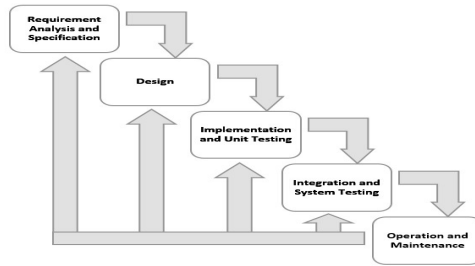 Requirement
Analysis and
Specification
Design
Implementation
and Unit Testing
Integration and
System Testing
Operation and
Maintenance